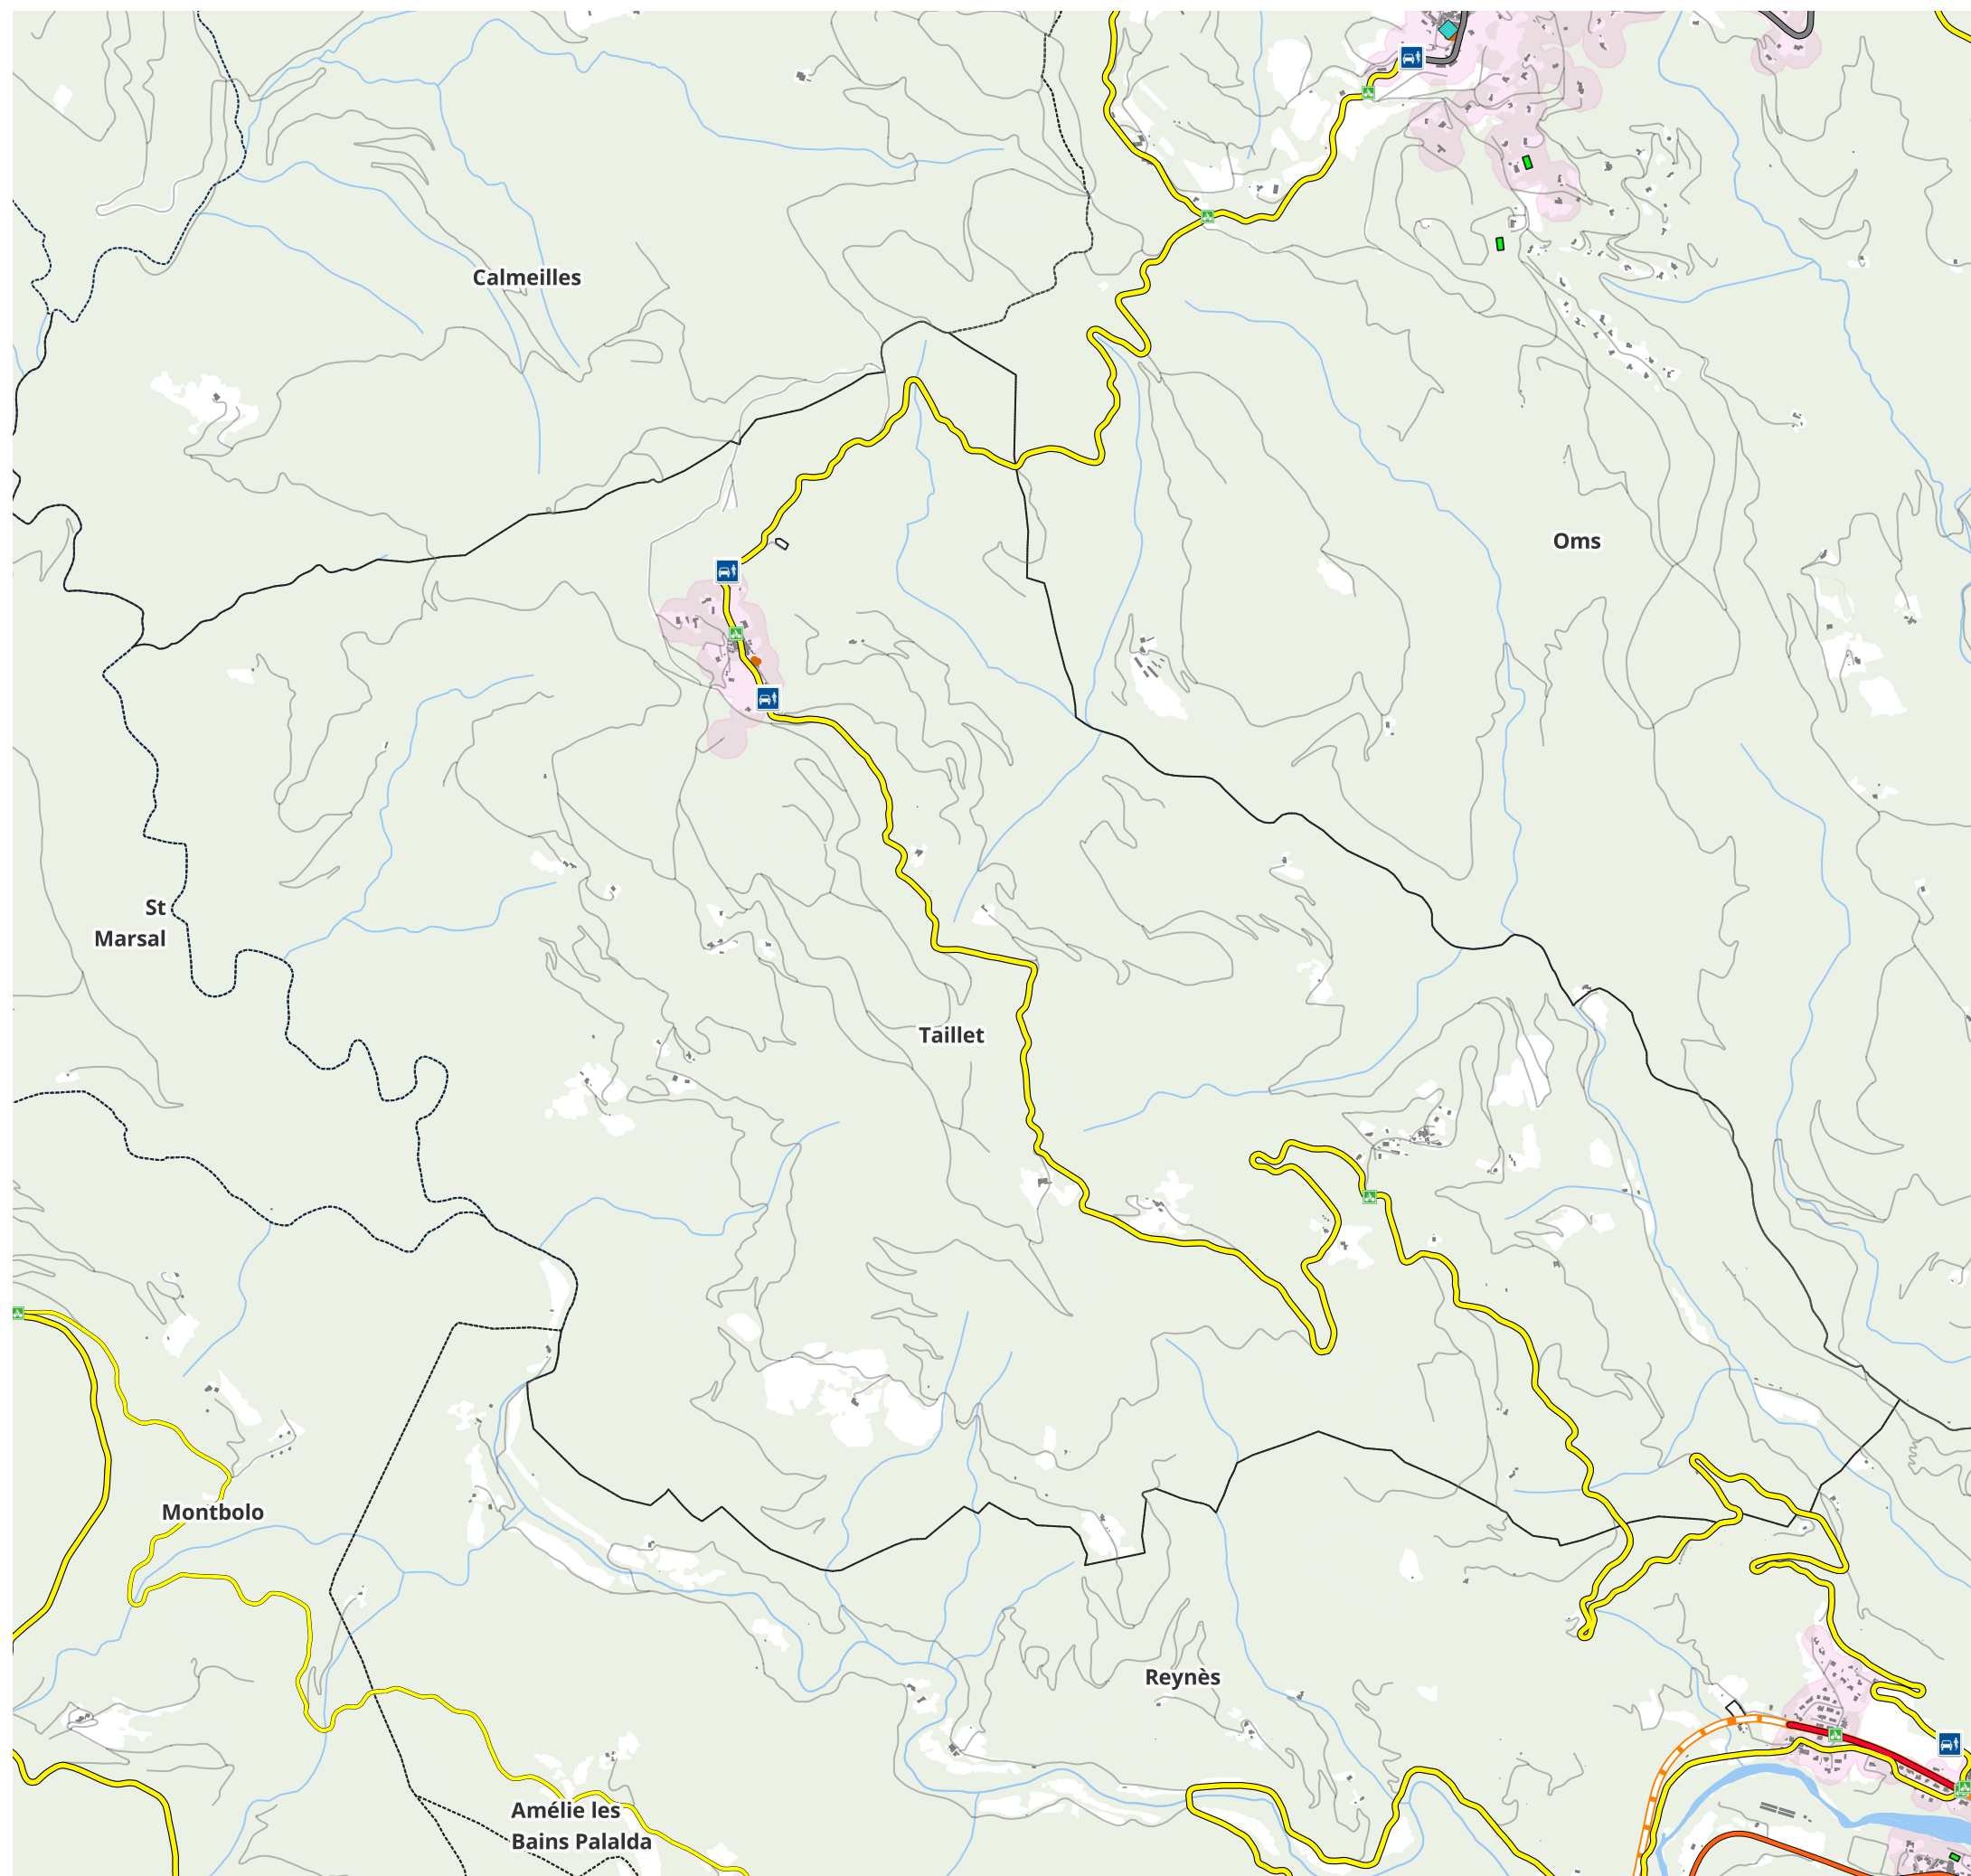 Calmeilles
Oms
St
Marsal
Taillet
Montbolo
Reynès
Amélie les
Bains Palalda